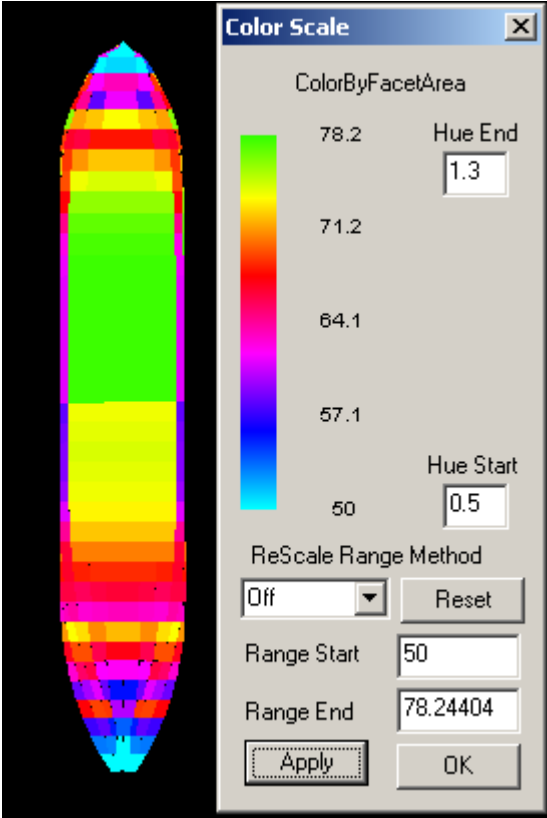 Color Scale
ColorByFacetArea
78.2
Hue End
1.3
71.2
64.1
57.1
Hue Start
50
0.5
ReScale Range Method
Off
Reset
Range Start
50
Range End
78.24404
Apply
OK